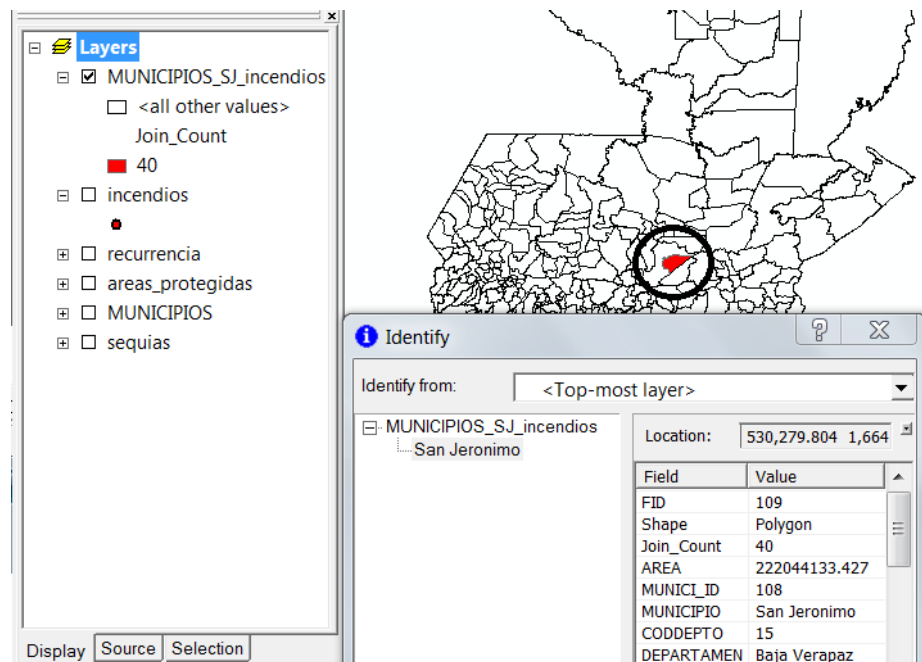 Layers
MUNICIPIOS_SJ_incendios
<all other values>
Join_Count
40
incendios
recurrencia
areas_protegidas
MUNICIPIOS
sequias
Display Source Selection
Identify
Identify from: <Top-most layer>
MUNICIPIOS_SJ_incendios
San Jeronimo
Location: 530,279.804 1,664
Field Value
FID 109
Shape Polygon
Join_Count 40
AREA 222044133.427
MUNICI_ID 108
MUNICIPIO San Jeronimo
CODDEPTO 15
DEPARTAMEN Baja Verapaz